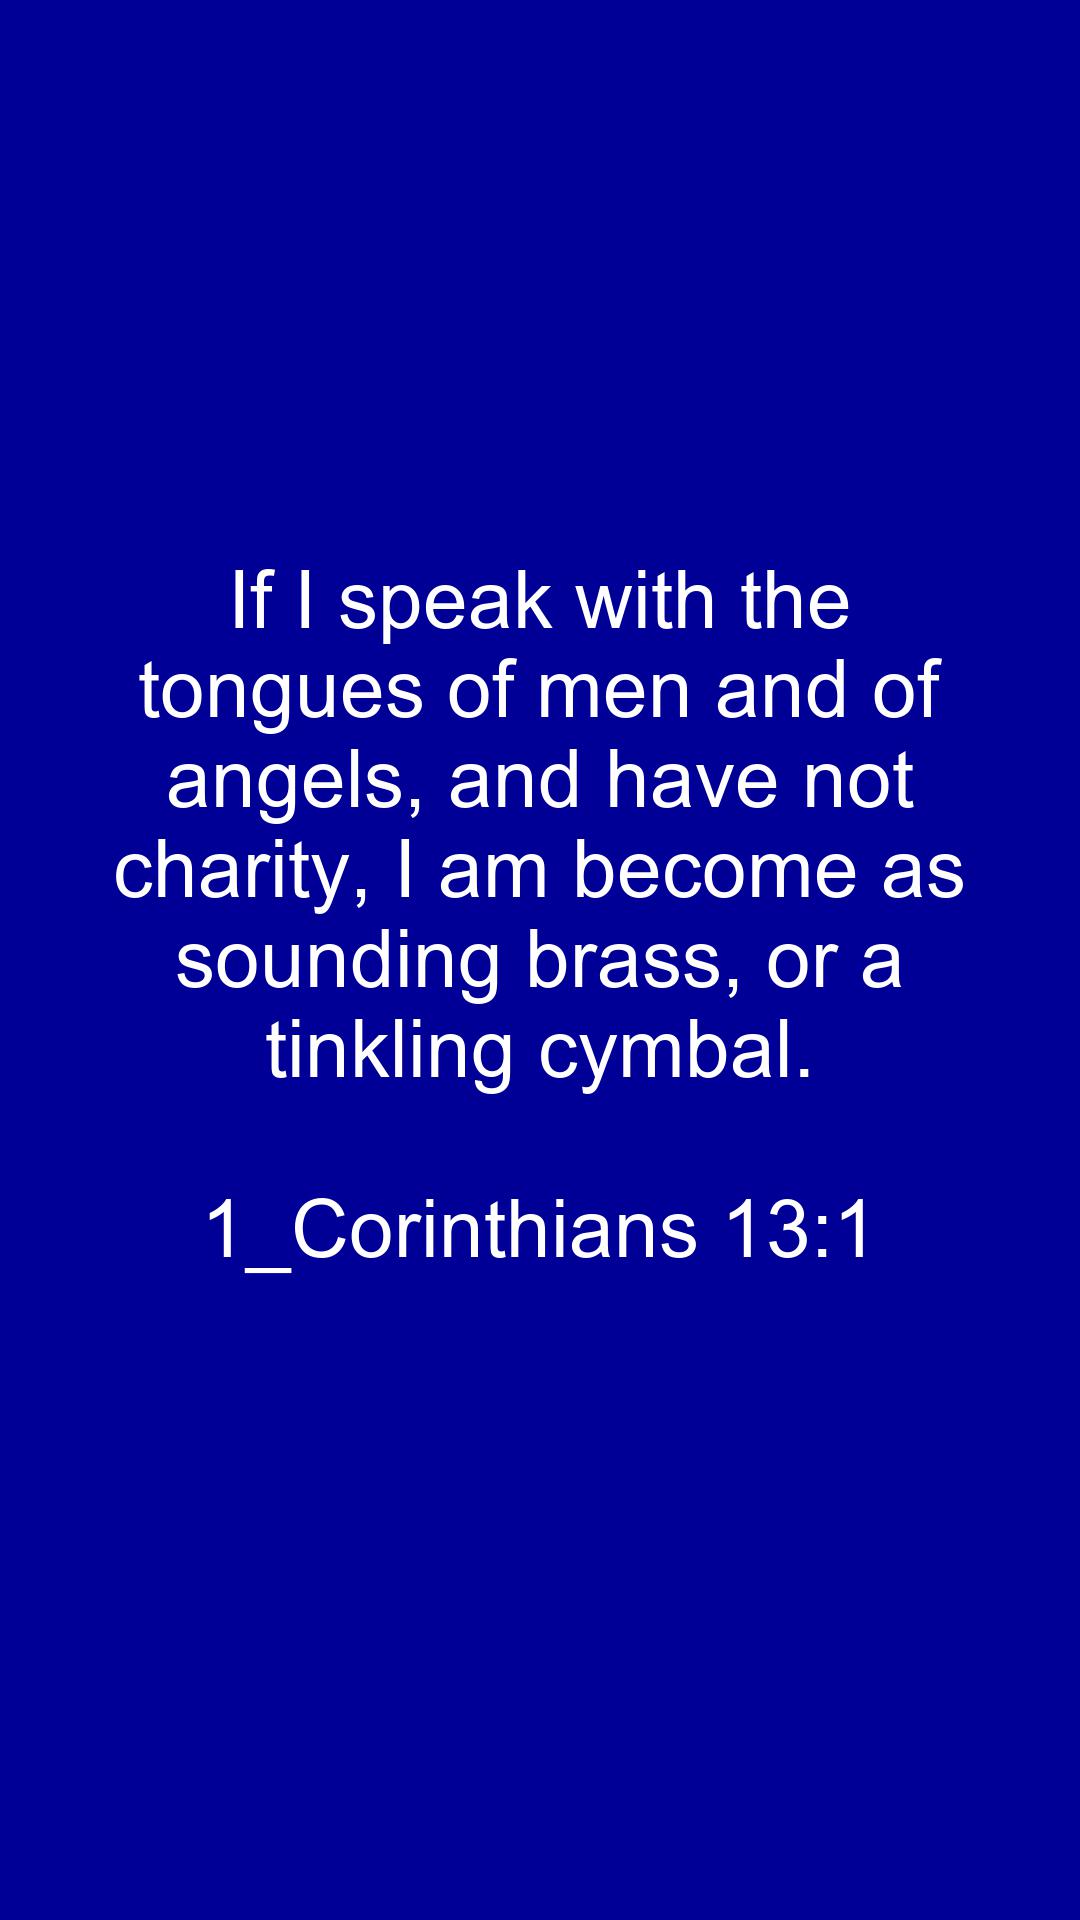 If I speak with the
tongues of men and of
angels, and have not
charity, I am become as
sounding brass, or a
tinkling cymbal.
1_Corinthians 13:1